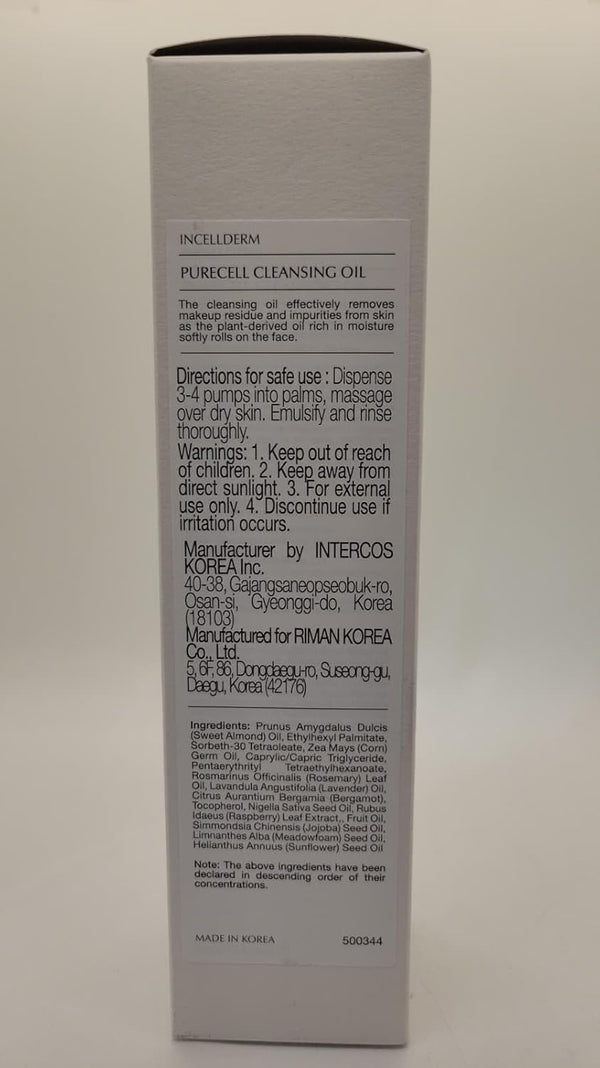 INCELLDERM
PURECELL CLEANSING OIL
The cleansing oil effectively removes
makeup residue and impurities from skin
as the plant-derived oil rich in moisture
softly rolls on the face.
Directions for safe use : Dispense
3-4 pumps into palms, massage
over dry skin. Emulsify and rinse
thoroughly.
Warnings: 1. Keep out of reach
of children. 2. Keep away from
direct sunlight. 3. For external
use only. 4. Discontinue use if
irritation occurs.
Manufacturer by INTERCOS
KOREA Inc.
40-38, Gajangsaneopseobuk-ro,
Osan-si, Gyeonggi-do, Korea
(18103)
Manufactured for RIMAN KOREA
Co., Ltd.
5, 6F, 86, Dongdaegu-ro, Suseong-gu,
Daegu, Korea (42176)
Ingredients: Prunus Amygdalus Dulcis
(Sweet Almond) Oil, Ethylhexyl Palmitate,
Sorbeth-30 Tetraoleate, Zea Mays (Corn)
Germ Oil, Caprylic/Capric Triglyceride,
Pentaerythrityl Tetraethylhexanoate,
Rosmarinus Officinalis (Rosemary) Leaf
Oil, Lavandula Angustifolia (Lavender) Oil,
Citrus Aurantium Bergamia (Bergamot),
Tocopherol, Nigella Sativa Seed Oil, Rubus
Idaeus (Raspberry) Leaf Extract,, Fruit Oil,
Simmondsia Chinensis (Jojoba) Seed Oil,
Limnanthes Alba (Meadowfoam) Seed Oil,
Helianthus Annuus (Sunflower) Seed Oil
Note: The above ingredients have been
declared in descending order of their
concentrations.
MADE IN KOREA 500344